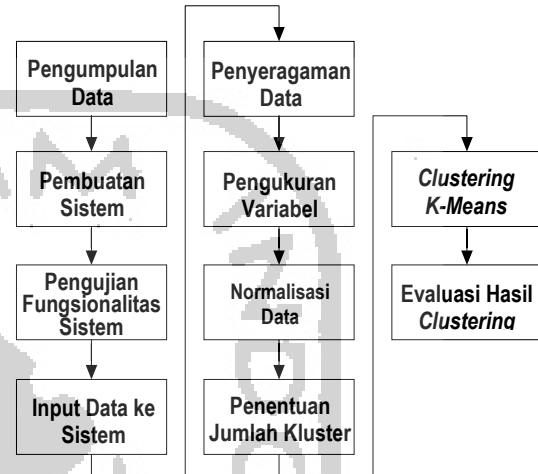 Pengumpulan
Data
Pembuatan
Sistem
Pengujian
Fungsionalitas
Sistem
Input Data ke
Sistem
Penyeragaman
Data
Pengukuran
Variabel
Normalisasi
Data
Penentuan
Jumlah Kluster
Clustering
K-Means
Evaluasi Hasil
Clustering